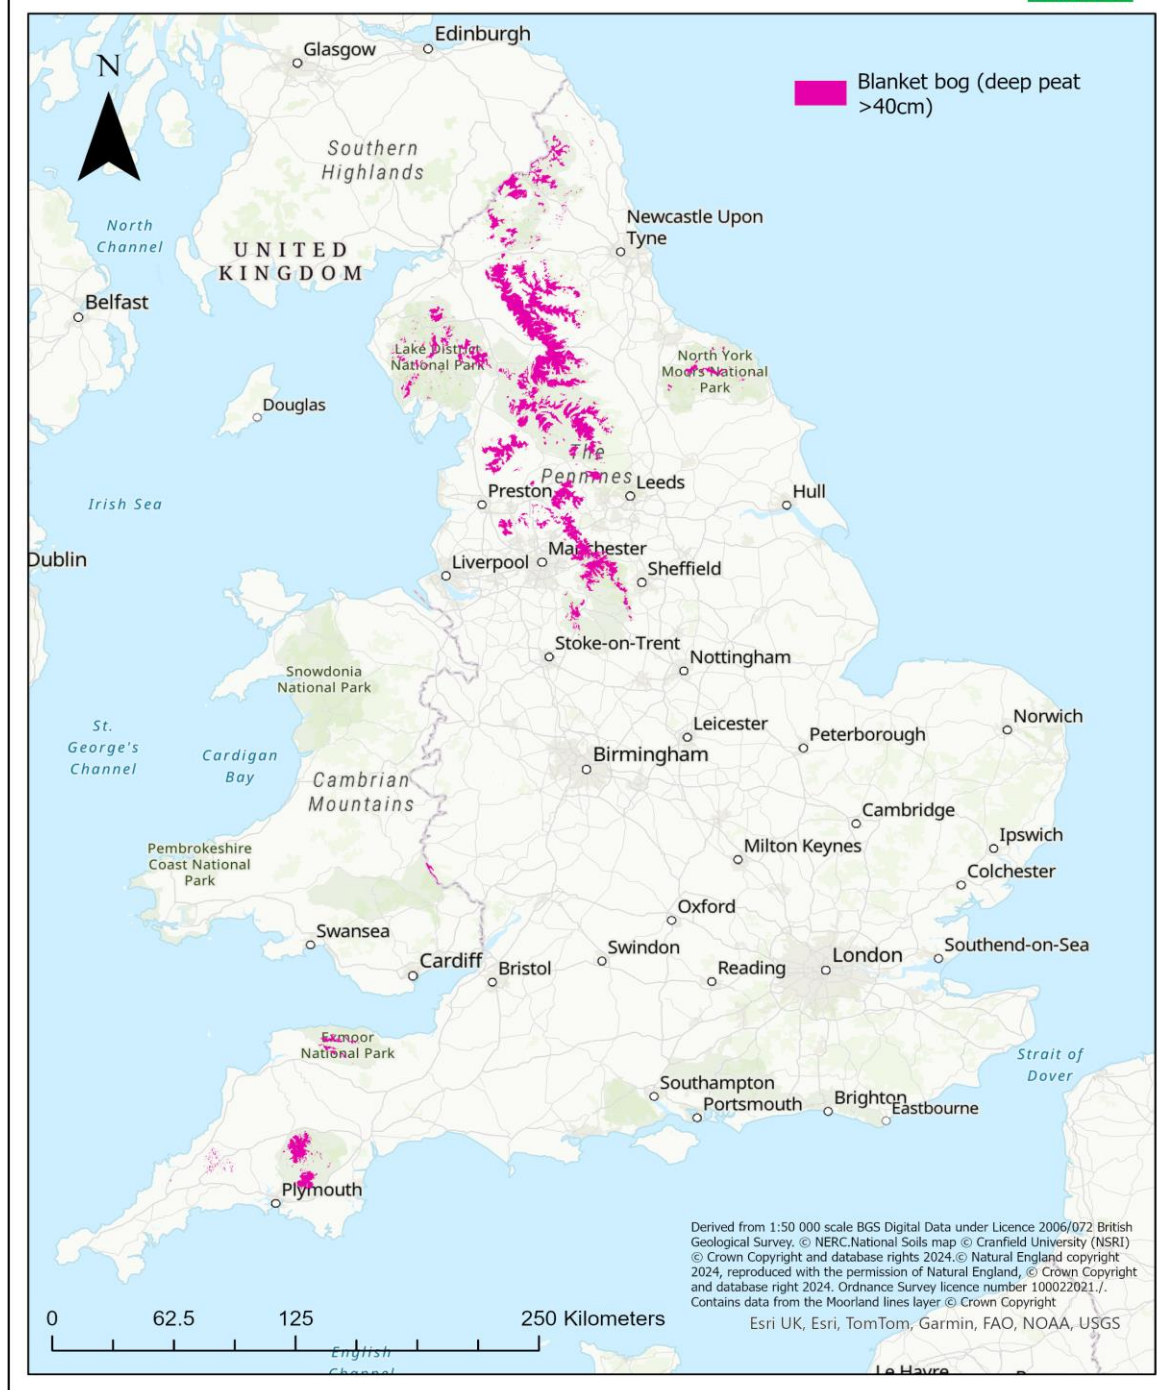 Edinburgh
Glasgow
N
Blanket bog (deep peat
>40cm)
Southern
Highlands
North
Channel
Newcastle Upon
Tyne
UNITED
KINGDOM
Belfast
Lake District
National Park
North York
Moors National
Park
Douglas
The
Pennines
Preston
Leeds
Hull
Irish Sea
Dublin
Manchester
Liverpool
Sheffield
Stoke-on-Trent
Nottingham
Snowdonia
National Park
St.
George's
Channel
Cardigan
Bay
Leicester
Norwich
Peterborough
Birmingham
Cambrian
Mountains
Cambridge
Ipswich
Milton Keynes
Pembrokeshire
Coast National
Park
Colchester
Oxford
Swansea
Swindon
Southend-on-Sea
Cardiff
Bristol
Reading
London
Exmoor
National Park
Strait of
Dover
Southampton
Portsmouth
Brighton
Eastbourne
Plymouth
Derived from 1:50 000 scale BGS Digital Data under Licence 2006/072 British
Geological Survey. © NERC.National Soils map © Cranfield University (NSRI)
© Crown Copyright and database rights 2024.© Natural England copyright
2024, reproduced with the permission of Natural England, © Crown Copyright
and database right 2024. Ordnance Survey licence number 100022021./.
Contains data from the Moorland lines layer © Crown Copyright
Esri UK, Esri, TomTom, Garmin, FAO, NOAA, USGS
0 62.5 125 250 Kilometers
English
Channel
Le Havre